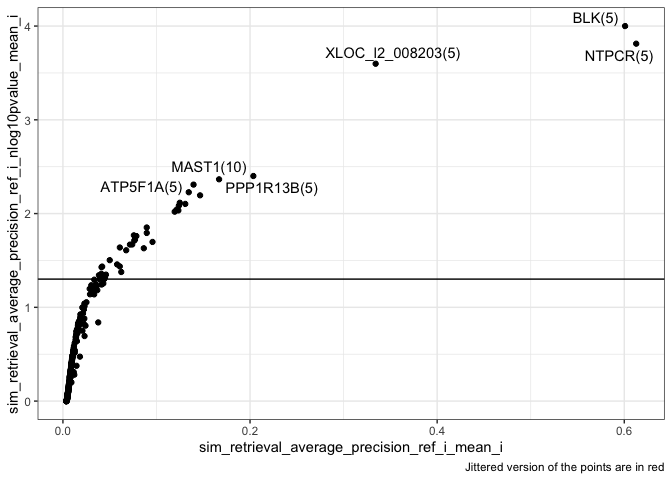 sim_retrieval_average_precision_ref_i_nlog10pvalue_mean_i
4
3
2
1
0
BLK(5)
NTPCR(5)
XLOC_l2_008203(5)
MAST1(10)
ATP5F1A(5)
PPP1R13B(5)
0.0
0.2
0.4
0.6
sim_retrieval_average_precision_ref_i_mean_i
Jittered version of the points are in red